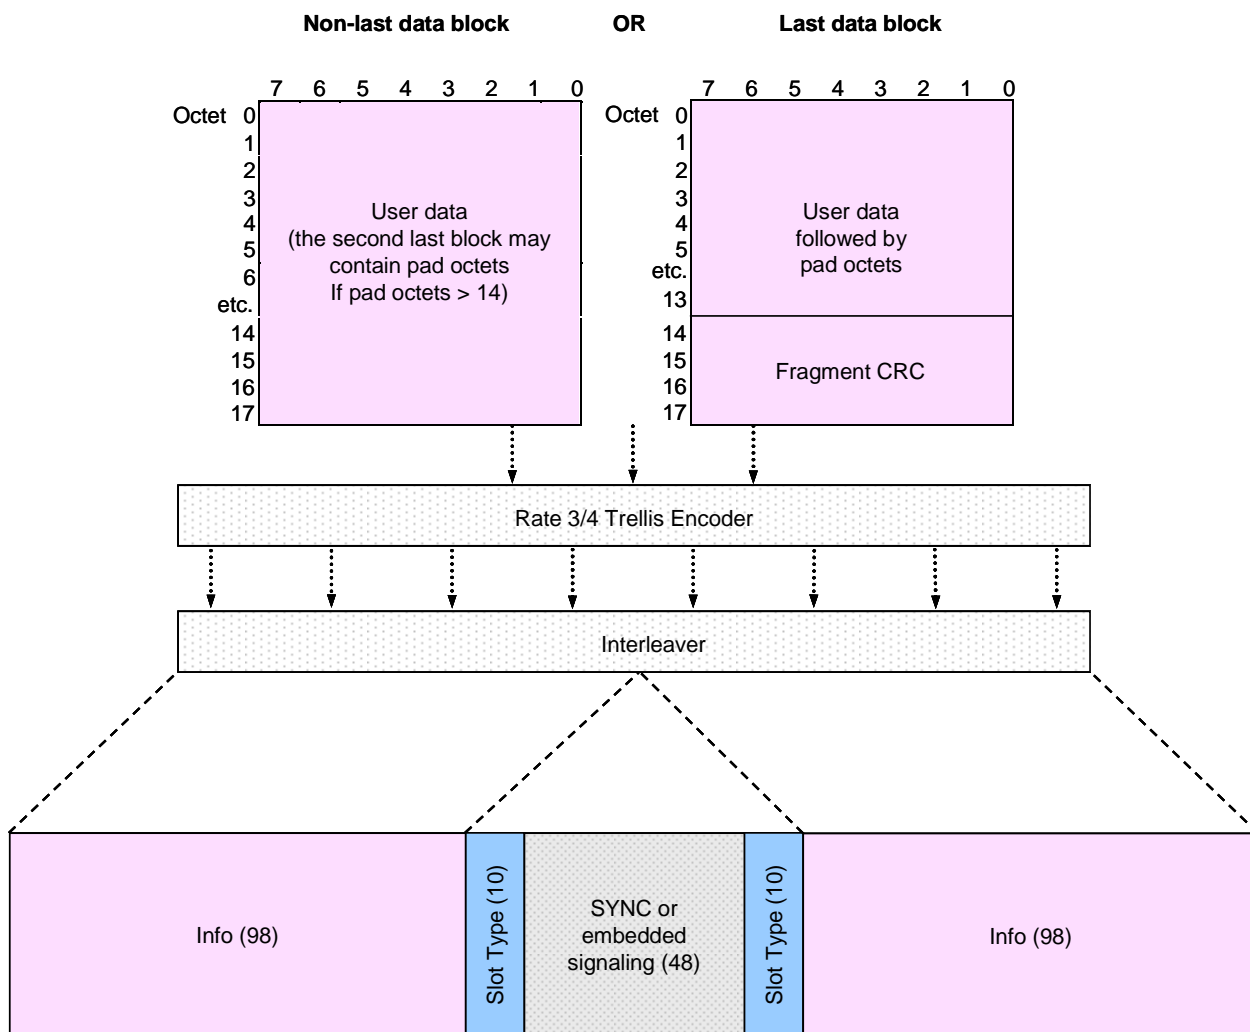 Non-last data block OR Last data block
7 6 5 4 3 2 1 0 7 6 5 4 3 2 1 0
Octet 0
1
2
3
4
5
6
etc.
14
15
16
17
User data
(the second last block may
contain pad octets
If pad octets > 14)
Octet 0
1
2
3
4
5
etc.
13
14
15
16
17
User data
followed by
pad octets
Fragment CRC
Rate 3/4 Trellis Encoder
Interleaver
Info (98)
Slot Type (10)
SYNC or
embedded
signaling (48)
Slot Type (10)
Info (98)